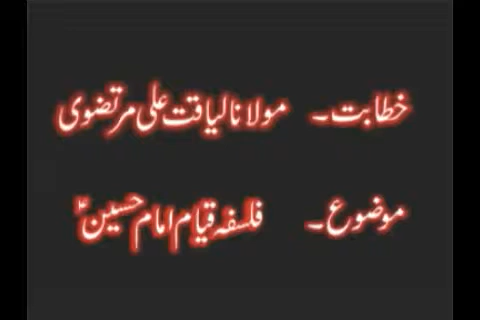 خطابت۔ مولانا لیاقت علی مرتضوی
موضوع۔ فلسفہ قیام امام حسینؑ